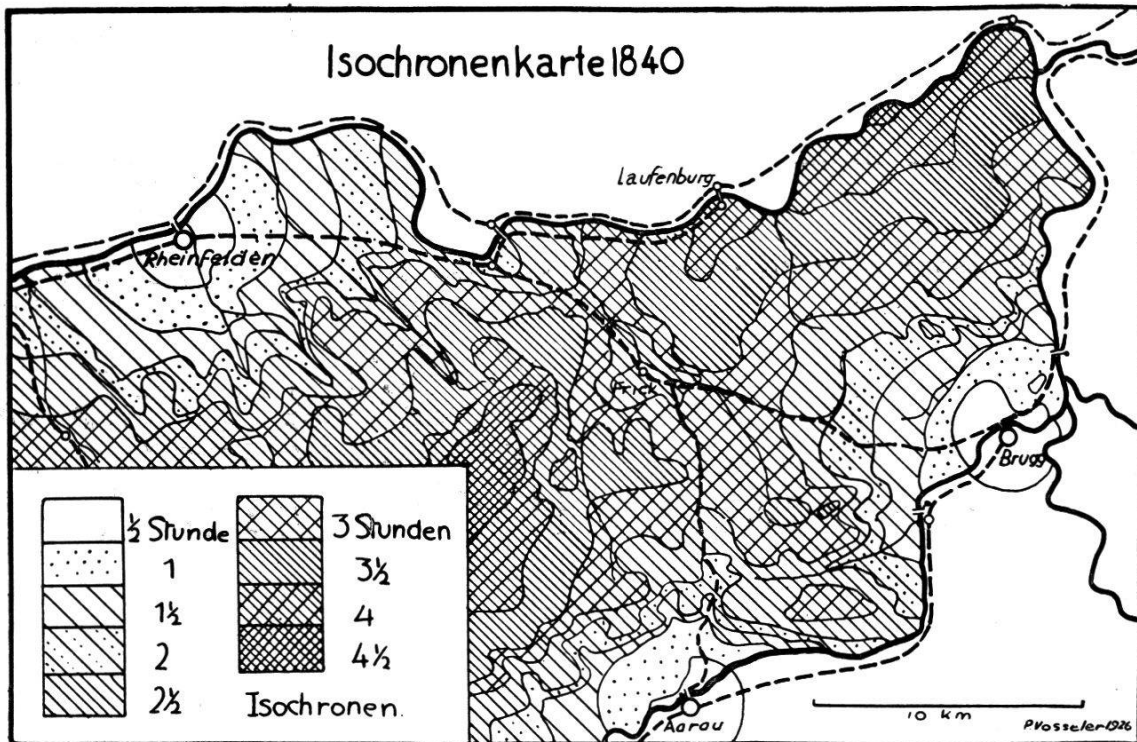 Isochronenkarte 1840
Laufenburg
Rheinfelden
Frick
Brugg
Aarau
½ Stunde
1
1½
2
2½
3 Stunden
3½
4
4½
Isochronen.
10 km
P.Vosseler 1926